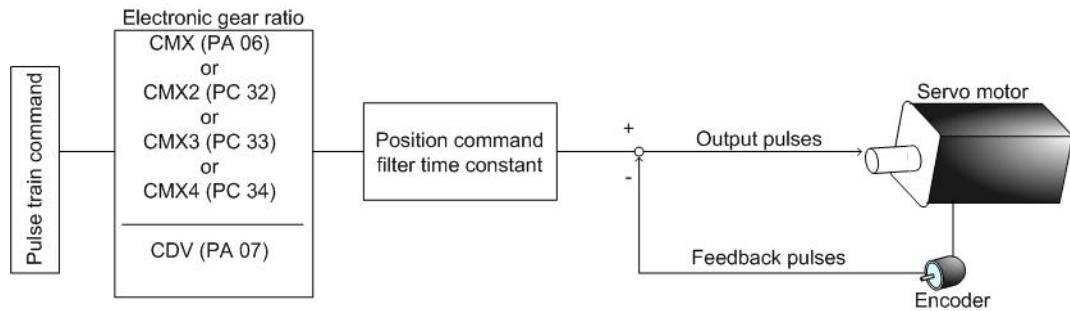 Electronic gear ratio
Pulse train command
CMX (PA 06)
or
CMX2 (PC 32)
or
CMX3 (PC 33)
or
CMX4 (PC 34)
CDV (PA 07)
Position command
filter time constant
+
-
Output pulses
Feedback pulses
Servo motor
Encoder